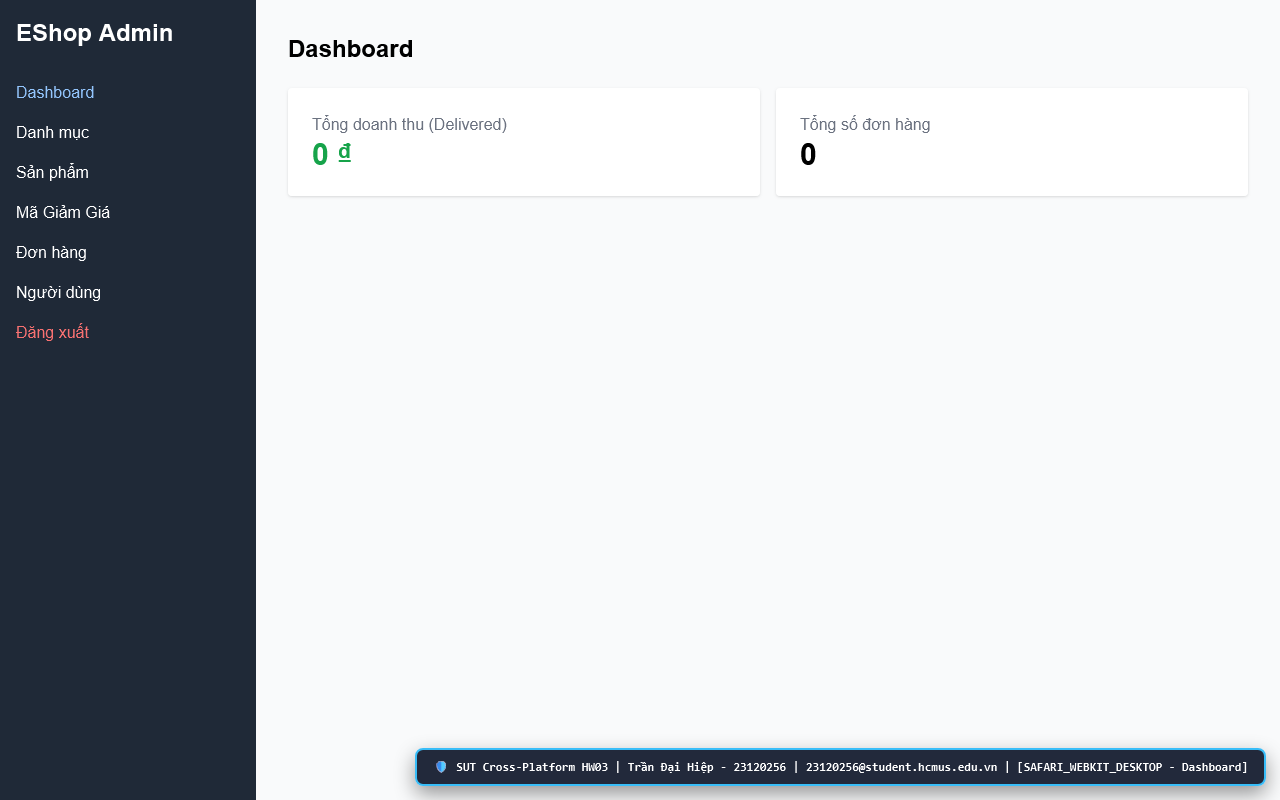 EShop Admin
Dashboard
Danh mục
Sản phẩm
Mã Giảm Giá
Đơn hàng
Người dùng
Đăng xuất
Dashboard
Tổng doanh thu (Delivered)
0 ₫
Tổng số đơn hàng
0
SUT Cross-Platform HW03 | Trần Đại Hiệp - 23120256 | 23120256@student.hcmus.edu.vn | [SAFARI_WEBKIT_DESKTOP - Dashboard]